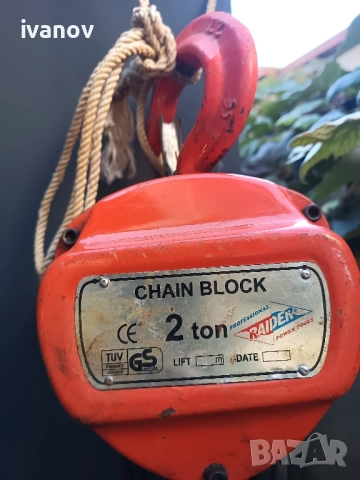 ivanov
CHAIN BLOCK
2 ton
CE
PROFESSIONAL
RAIDER
POWER TOOLS
TUV
GS
LIFT m DATE
BAZAR